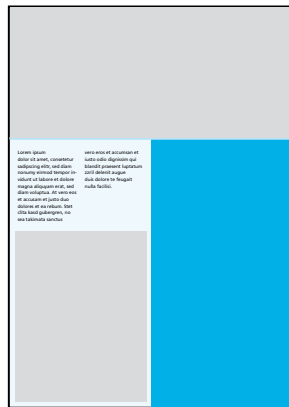 Lorem ipsum
dolor sit amet, consetetur
sadipscing elitr, sed diam
nonumy eirmod tempor in-
vidunt ut labore et dolore
magna aliquyam erat, sed
diam voluptua. At vero eos
et accusam et justo duo
dolores et ea rebum. Stet
clita kasd gubergren, no
sea takimata sanctus
vero eros et accumsan et
iusto odio dignissim qui
blandit praesent luptatum
zzril delenit augue
duis dolore te feugait
nulla facilisi.